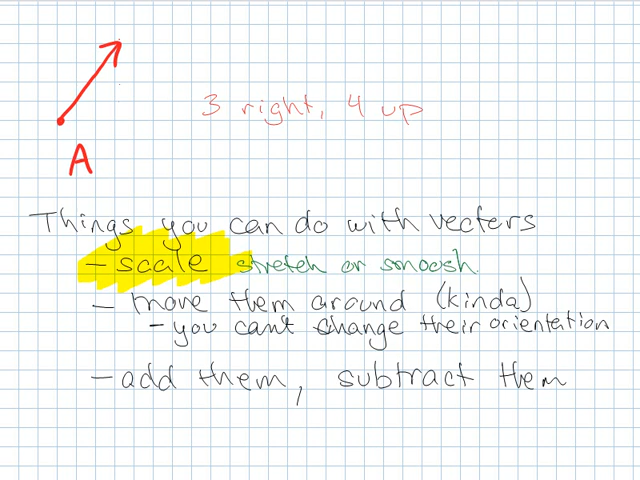 3 right, 4 up
A
Things you can do with vecters
- scale stretch or smoosh
- move them around (kinda)
- you can't change their orientation
- add them, subtract them